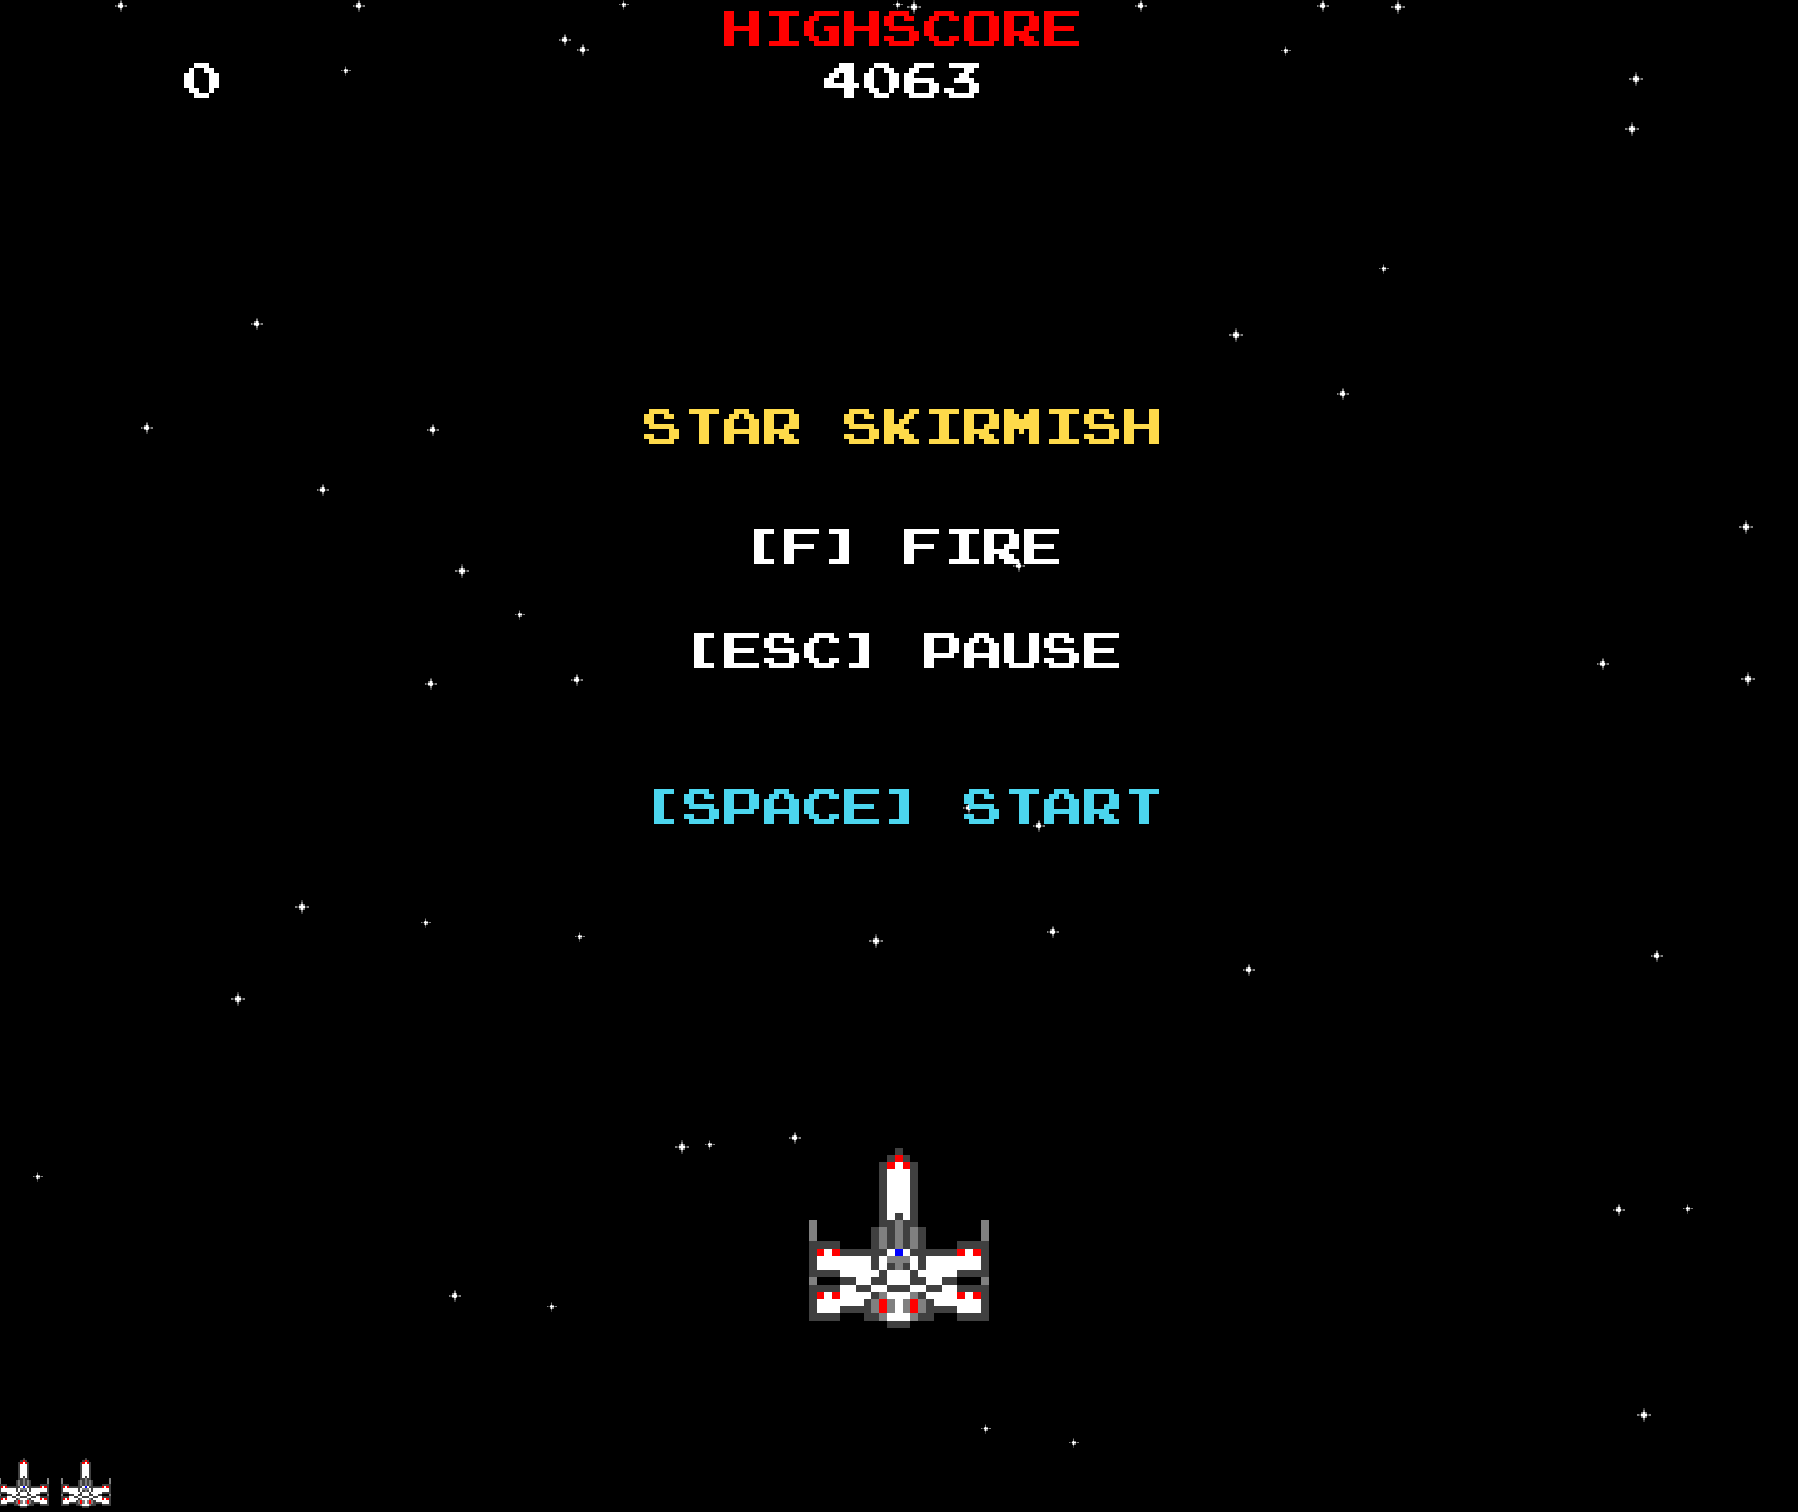 HIGHSCORE
0 4063
STAR SKIRMISH
[F] FIRE
[ESC] PAUSE
[SPACE] START